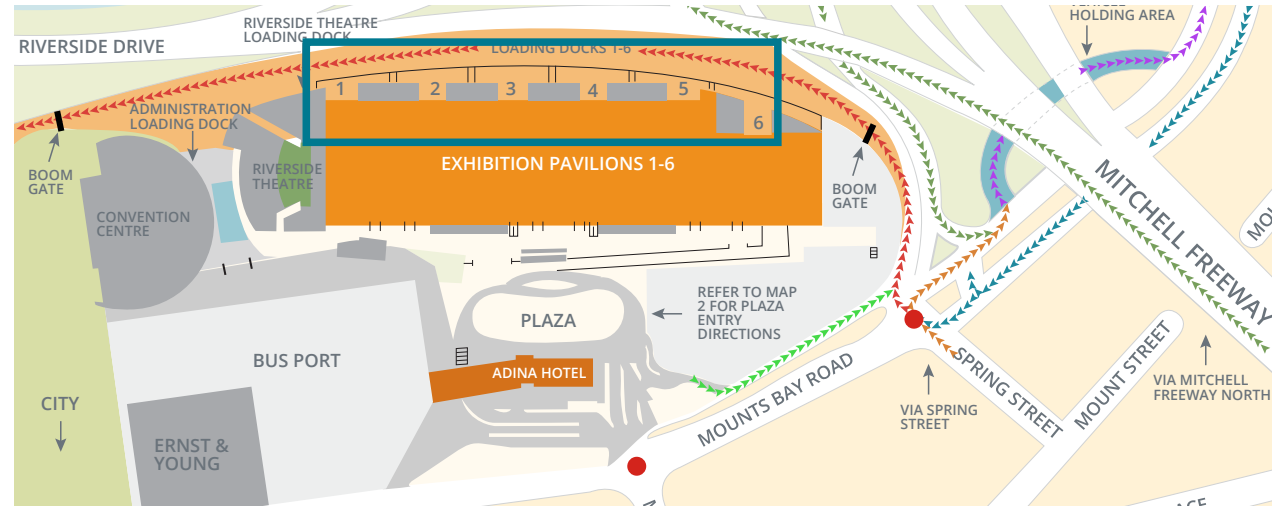 RIVERSIDE THEATRE
LOADING DOCK
RIVERSIDE DRIVE
LOADING DOCKS 1-6
HOLDING AREA
1
2
3
4
5
6
ADMINISTRATION
LOADING DOCK
EXHIBITION PAVILIONS 1-6
RIVERSIDE
THEATRE
BOOM
GATE
BOOM
GATE
CONVENTION
CENTRE
MITCHELL FREEWAY
REFER TO MAP
2 FOR PLAZA
ENTRY
DIRECTIONS
PLAZA
BUS PORT
ADINA HOTEL
CITY
ERNST &
YOUNG
MOUNTS BAY ROAD
SPRING STREET
MOUNT STREET
VIA SPRING
STREET
VIA MITCHELL
FREEWAY NORTH